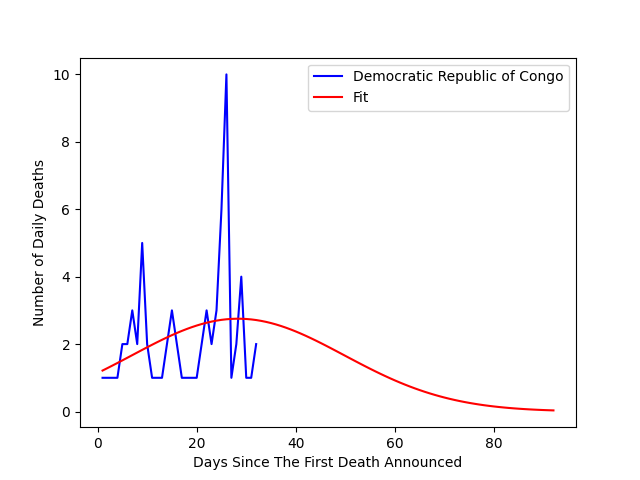 Democratic Republic of Congo
Fit
Number of Daily Deaths
10
8
6
4
2
0
0 20 40 60 80
Days Since The First Death Announced